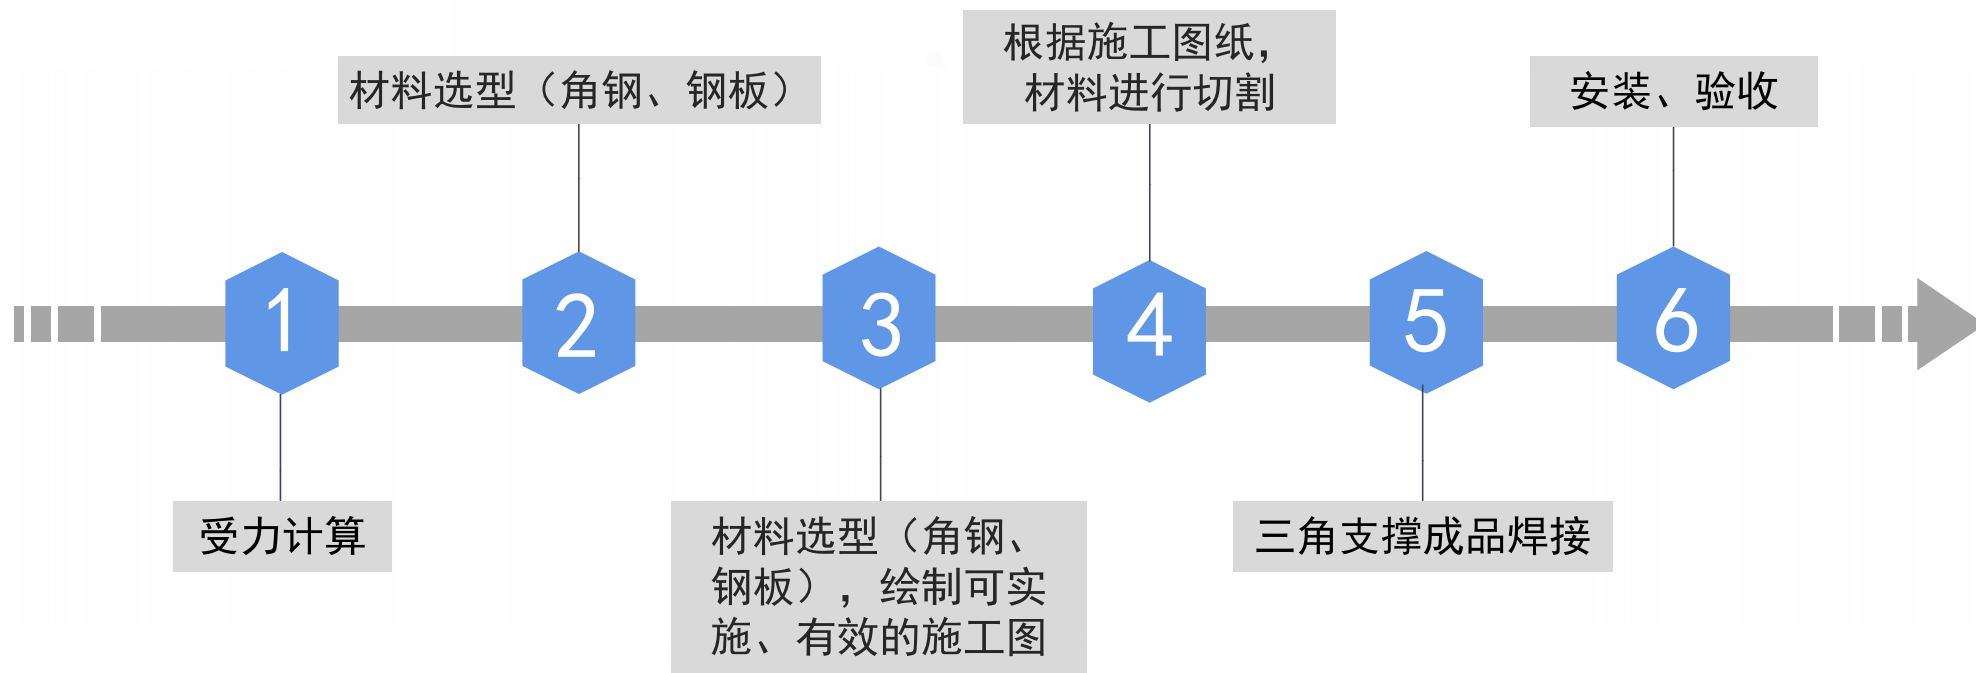 材料选型（角钢、钢板）
根据施工图纸，
材料进行切割
安装、验收
1
2
3
4
5
6
受力计算
材料选型（角钢、
钢板），绘制可实
施、有效的施工图
三角支撑成品焊接